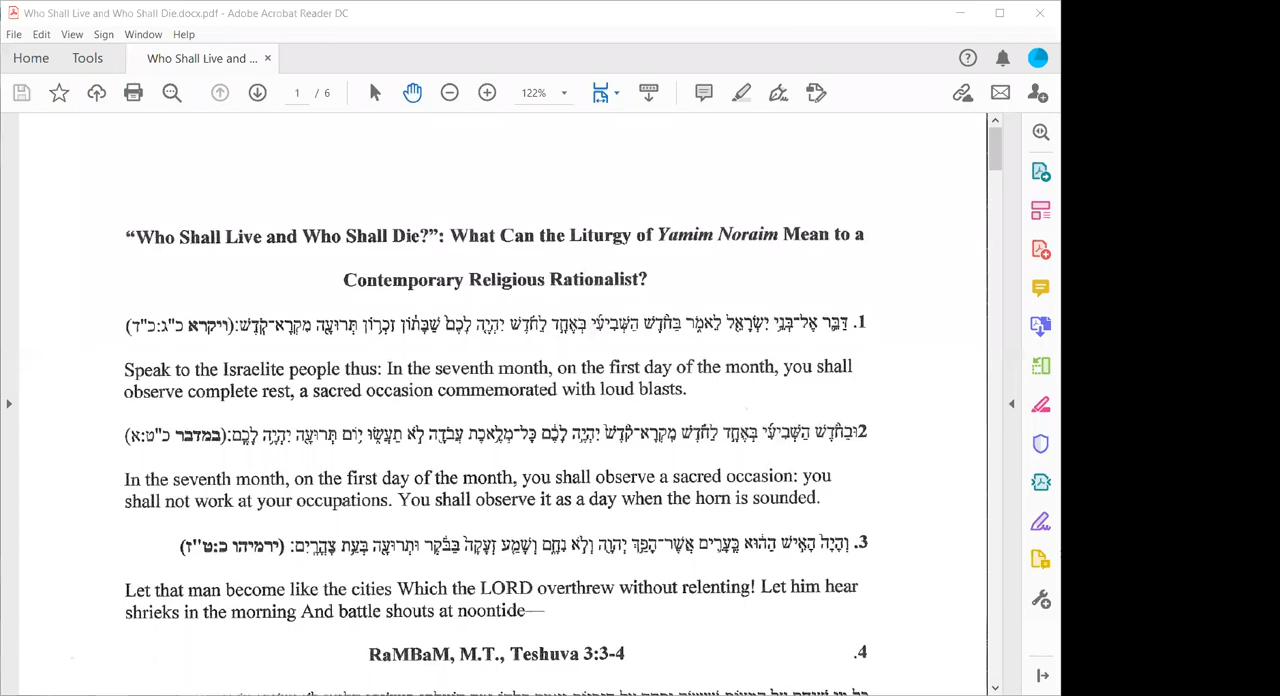 Who Shall Live and Who Shall Die.docx.pdf - Adobe Acrobat Reader DC
File Edit View Sign Window Help
Home Tools Who Shall Live and ... ×
1 / 6 122%
“Who Shall Live and Who Shall Die?”: What Can the Liturgy of Yamim Noraim Mean to a
Contemporary Religious Rationalist?
1. דַּבֵּ֛ר אֶל־בְּנֵ֥י יִשְׂרָאֵ֖ל לֵאמֹ֑ר בַּחֹ֨דֶשׁ הַשְּׁבִיעִ֜י בְּאֶחָ֣ד לַחֹ֗דֶשׁ יִהְיֶ֤ה לָכֶם֙ שַׁבָּת֔וֹן זִכְר֥וֹן תְּרוּעָ֖ה מִקְרָא־קֹֽדֶשׁ:(ויקרא כ"ג:כ"ד)
Speak to the Israelite people thus: In the seventh month, on the first day of the month, you shall
observe complete rest, a sacred occasion commemorated with loud blasts.
2וּבַחֹ֨דֶשׁ הַשְּׁבִיעִ֜י בְּאֶחָ֣ד לַחֹ֗דֶשׁ מִֽקְרָא־קֹ֙דֶשׁ֙ יִהְיֶ֣ה לָכֶ֔ם כָּל־מְלֶ֥אכֶת עֲבֹדָ֖ה לֹ֣א תַעֲשׂ֑וּ י֥וֹם תְּרוּעָ֖ה יִהְיֶ֥ה לָכֶֽם:(במדבר כ"ט:א)
In the seventh month, on the first day of the month, you shall observe a sacred occasion: you
shall not work at your occupations. You shall observe it as a day when the horn is sounded.
3. וְהָיָה֙ הָאִ֣ישׁ הַה֔וּא כֶּעָרִ֛ים אֲשֶׁר־הָפַ֥ךְ יְהוָ֖ה וְלֹ֣א נִחָ֑ם וְשָׁמַ֤ע זְעָקָה֙ בַּבֹּ֔קֶר וּתְרוּעָ֖ה בְּעֵ֥ת צָהֳרָֽיִם: (ירמיהו כ:ט"ז)
Let that man become like the cities Which the LORD overthrew without relenting! Let him hear
shrieks in the morning And battle shouts at noontide—
RaMBaM, M.T., Teshuva 3:3-4 .4